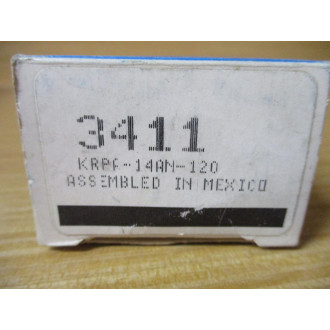 3411
KRPA-14AN-120
ASSEMBLED IN MEXICO